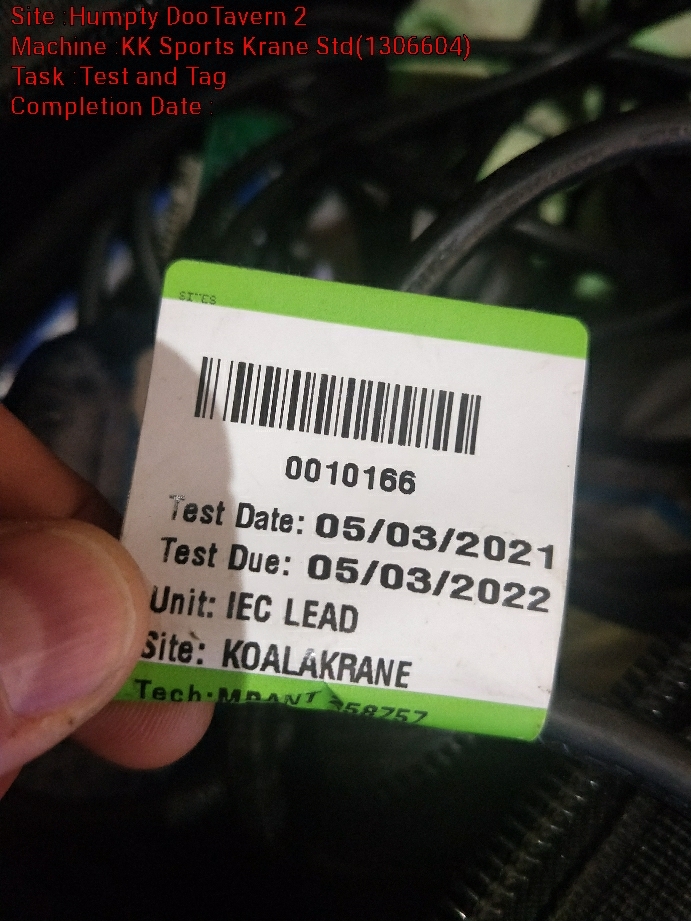 Site :Humpty DooTavern 2
Machine :KK Sports Krane Std(1306604)
Task :Test and Tag
Completion Date :
0010166
Test Date: 05/03/2021
Test Due: 05/03/2022
Unit: IEC LEAD
Site: KOALAKRANE
Tech: